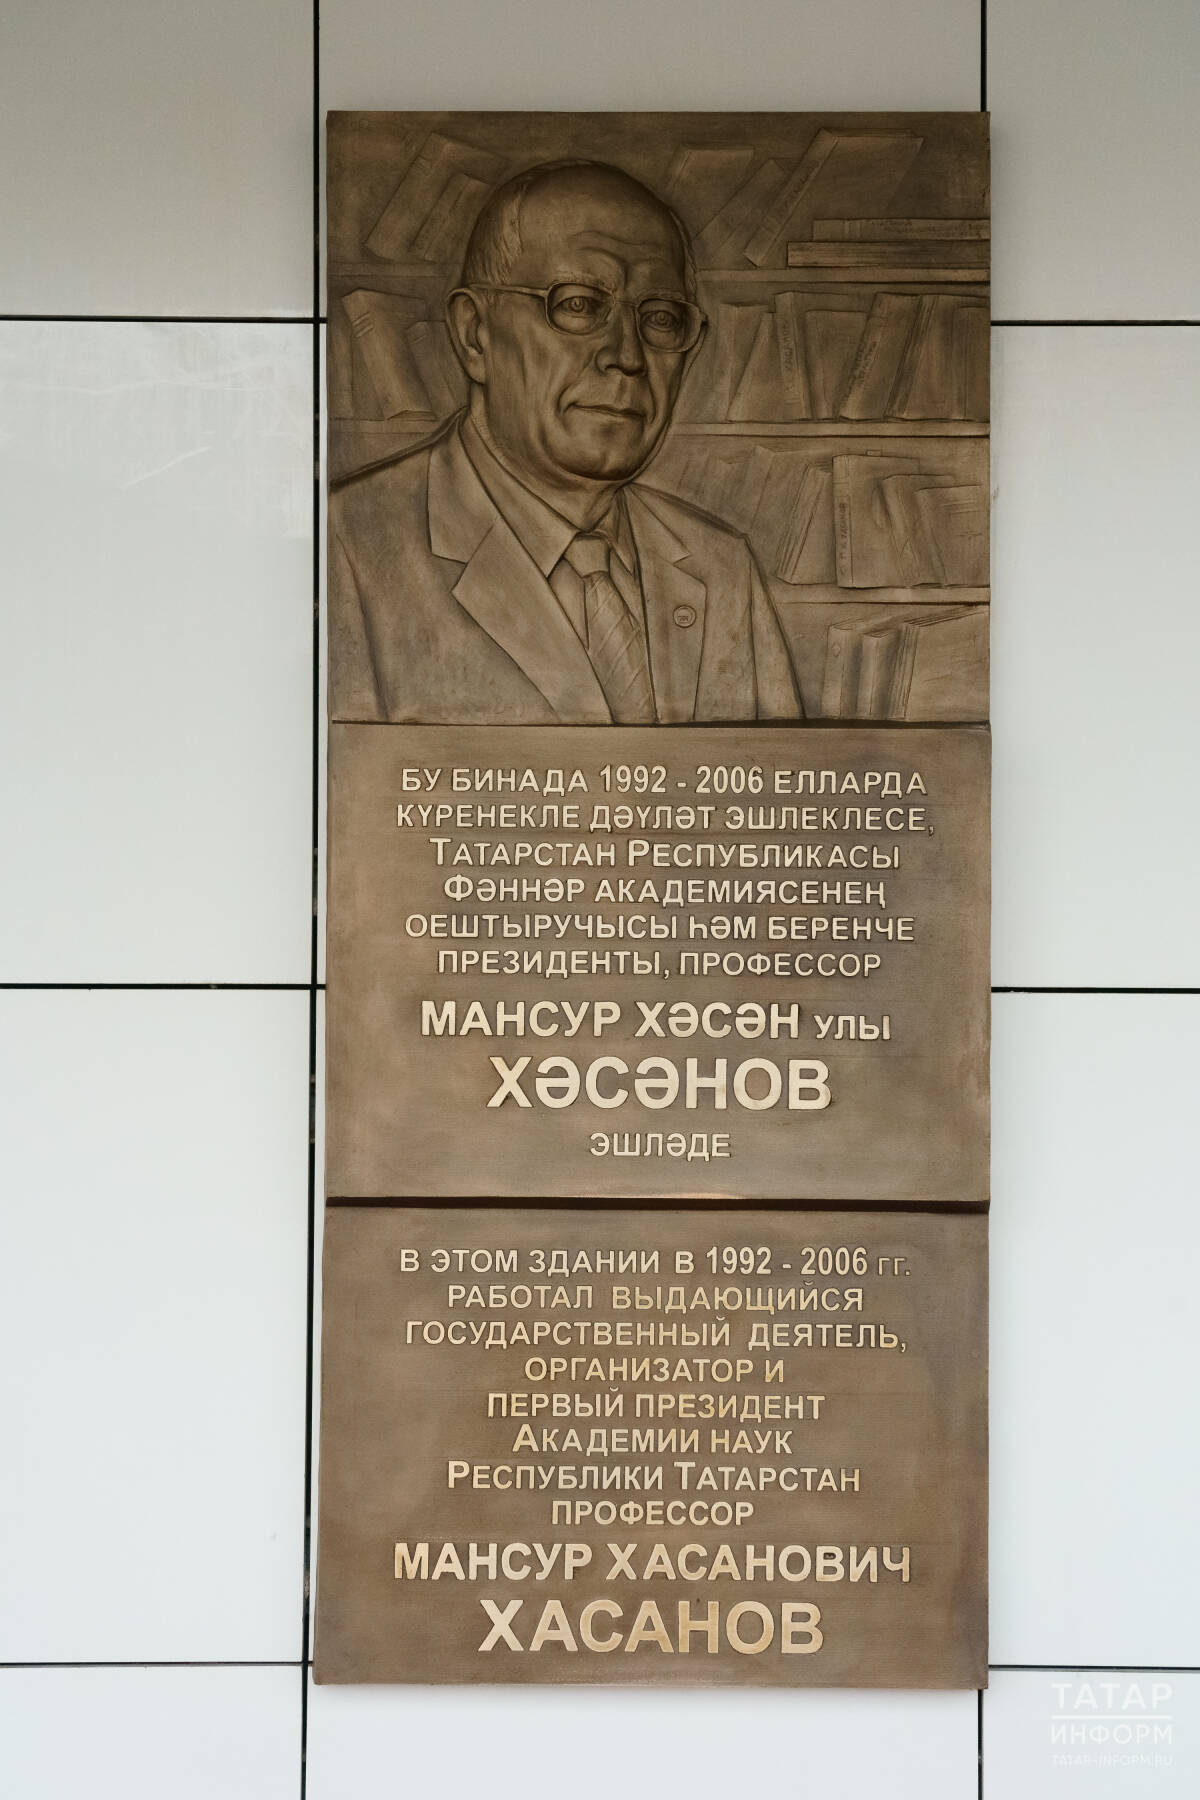 БУ БИНАДА 1992 - 2006 ЕЛЛАРДА
КҮРЕНЕКЛЕ ДӘҮЛӘТ ЭШЛЕКЛЕСЕ,
ТАТАРСТАН РЕСПУБЛИКАСЫ
ФӘННӘР АКАДЕМИЯСЕНЕҢ
ОЕШТЫРУЧЫСЫ ҺӘМ БЕРЕНЧЕ
ПРЕЗИДЕНТЫ, ПРОФЕССОР
МАНСУР ХӘСӘН УЛЫ
ХӘСӘНОВ
ЭШЛӘДЕ
В ЭТОМ ЗДАНИИ В 1992 - 2006 ГГ.
РАБОТАЛ ВЫДАЮЩИЙСЯ
ГОСУДАРСТВЕННЫЙ ДЕЯТЕЛЬ,
ОРГАНИЗАТОР И
ПЕРВЫЙ ПРЕЗИДЕНТ
АКАДЕМИИ НАУК
РЕСПУБЛИКИ ТАТАРСТАН
ПРОФЕССОР
МАНСУР ХАСАНОВИЧ
ХАСАНОВ
ТАТАР
ИНФОРМ
TATAR-INFORM.RU